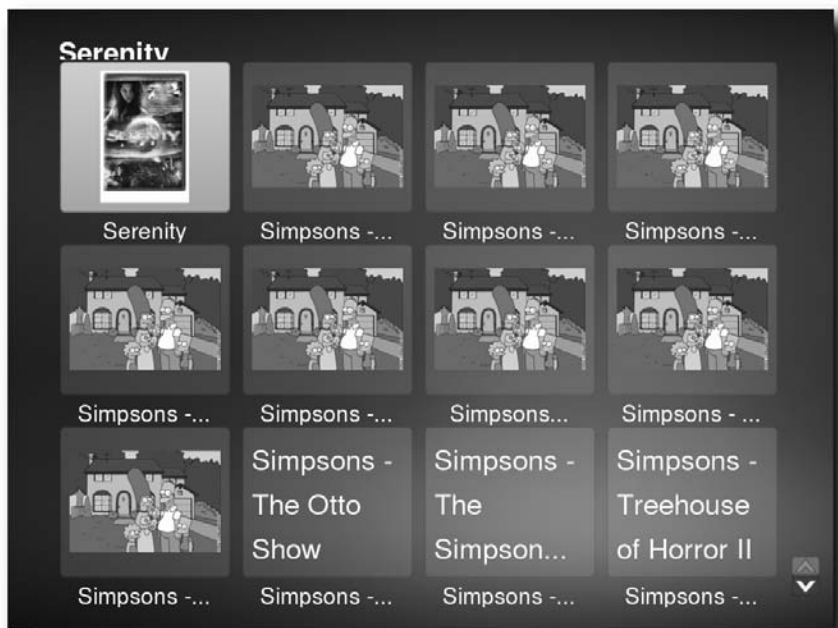 Serenity
SERENITY
Serenity
Simpsons -...
Simpsons -...
Simpsons -...
Simpsons -...
Simpsons -...
Simpsons...
Simpsons - ...
Simpsons -
The Otto
Show
Simpsons -
The
Simpson...
Simpsons -
Treehouse
of Horror II
Simpsons -...
Simpsons -...
Simpsons -...
Simpsons -...